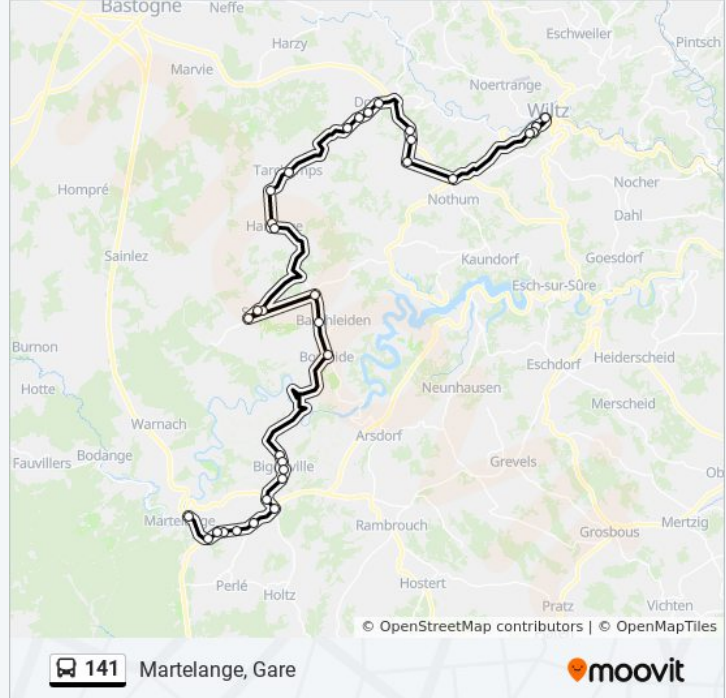 Bastogne
Neffe
Eschweiler
Pintsch
Harzy
Marvie
Noertrange
Wiltz
Hompré
Nothum
Nocher
Dahl
Sainlez
Kaundorf
Goesdorf
Esch-sur-Sûre
Burnon
Eschdorf
Heiderscheid
Hotte
Neunhausen
Merscheid
Warnach
Arsdorf
Bodange
Fauvillers
Grevels
Rambrouch
Mertzig
Grosbous
Perlé
Hostert
Holtz
Pratz
Vichten
© OpenStreetMap contributors | © OpenMapTiles
141 Martelange, Gare
moovit